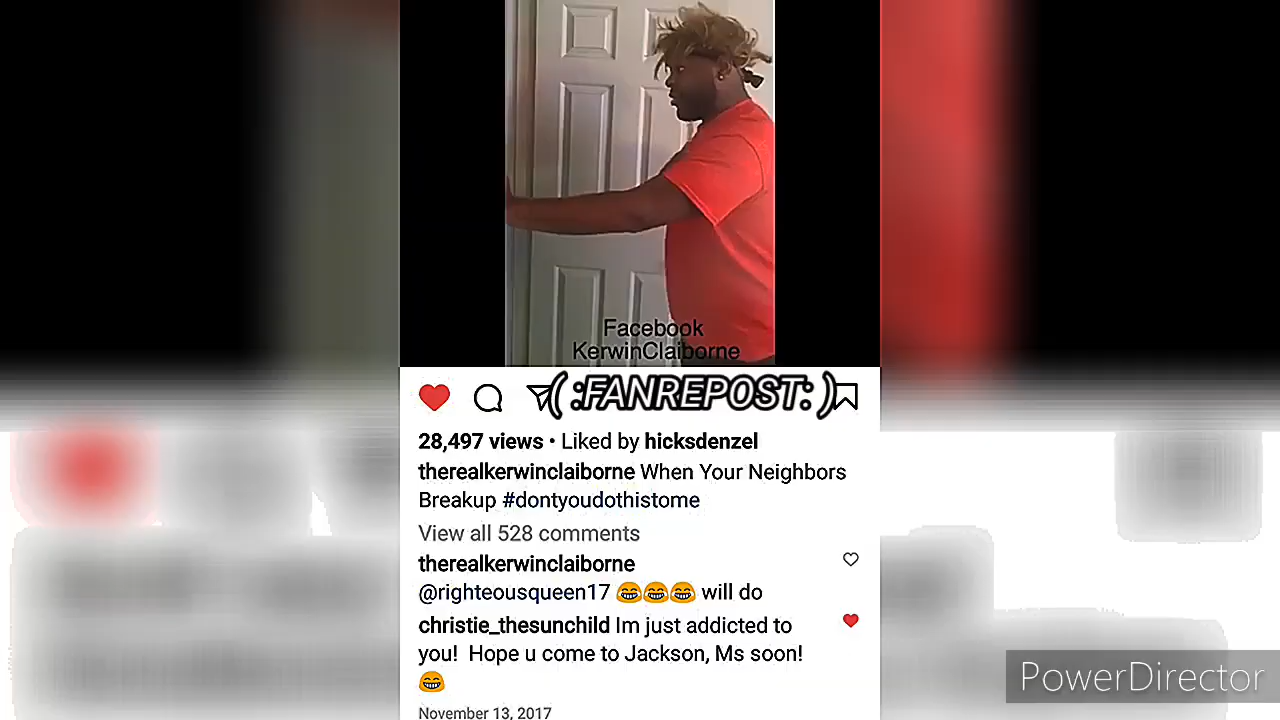 Facebook
KerwinClaiborne
( :FANREPOST: )
28,497 views • Liked by hicksdenzel
therealkerwinclaiborne When Your Neighbors
Breakup #dontyoudothistome
View all 528 comments
therealkerwinclaiborne
@righteousqueen17 😂😂😂 will do
christie_thesunchild Im just addicted to
you!  Hope u come to Jackson, Ms soon!
😂
November 13, 2017
PowerDirector